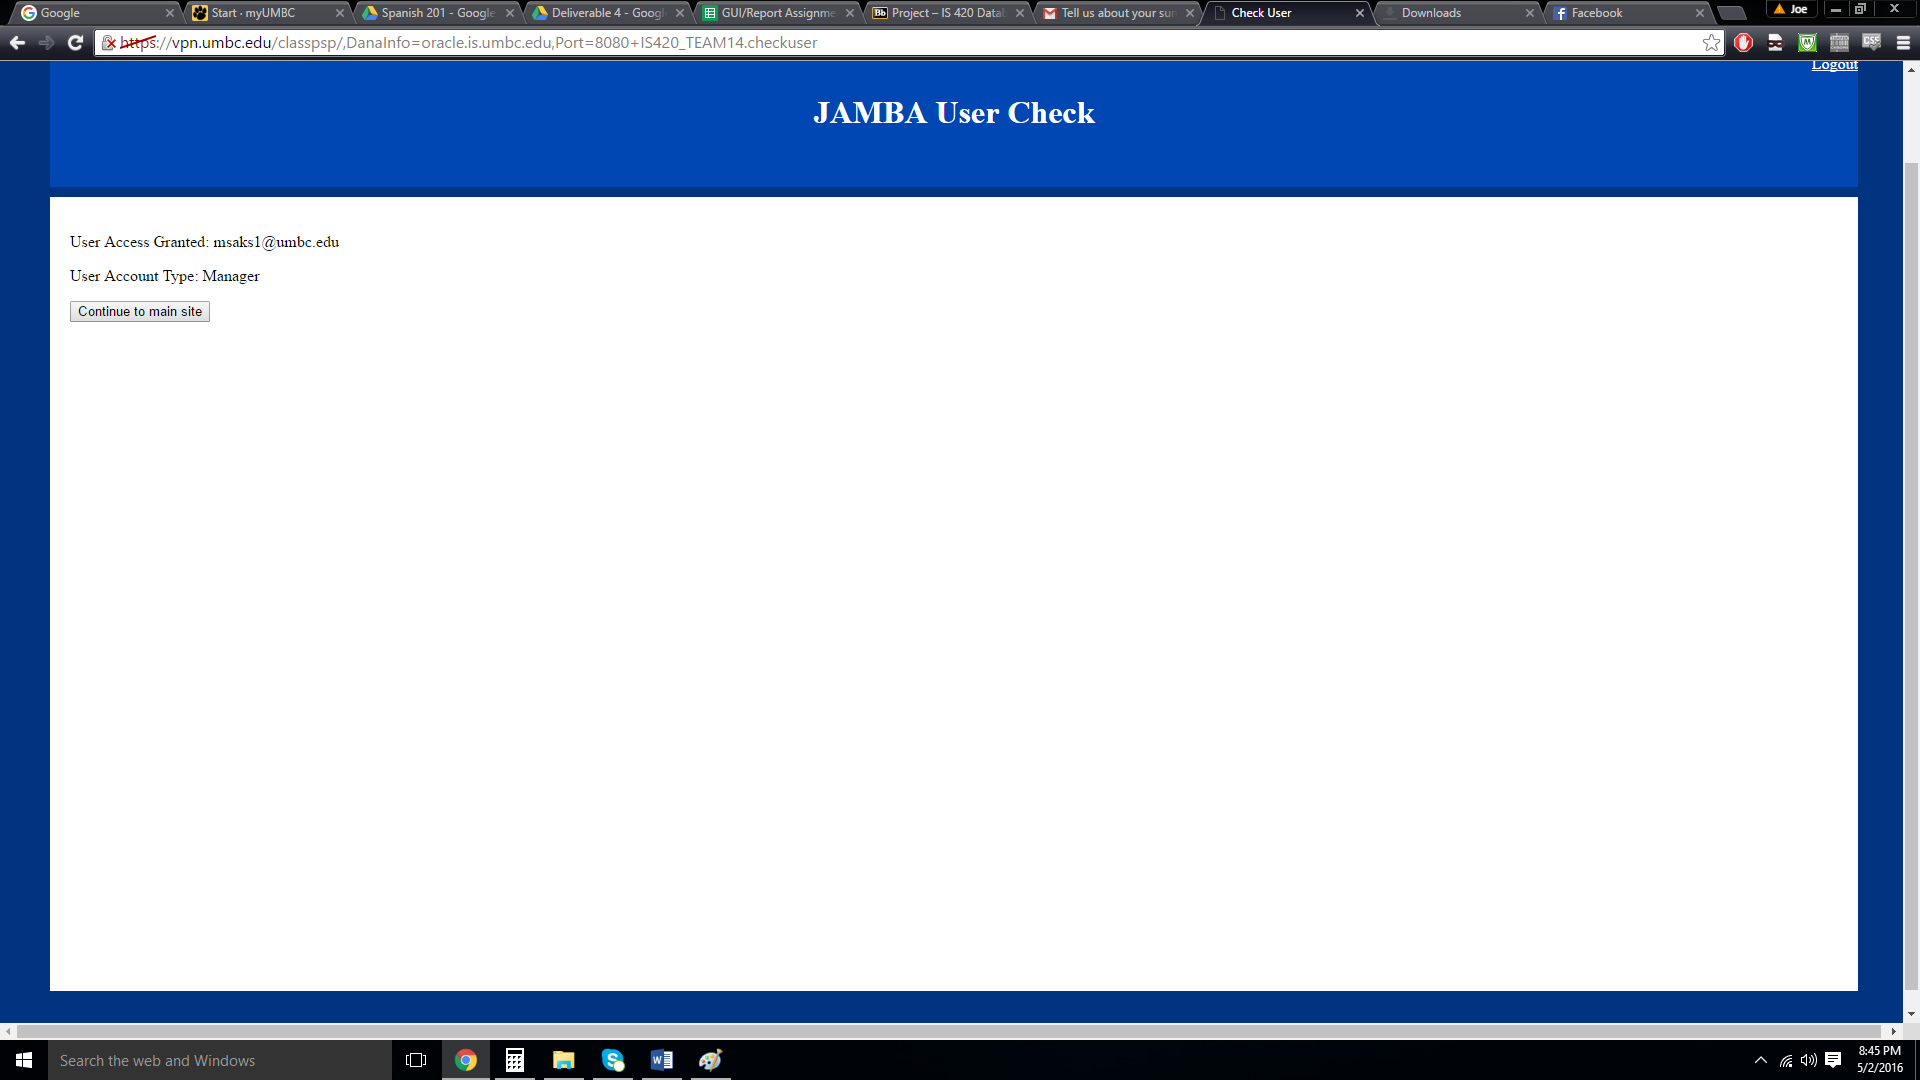 Google
Start · myUMBC
Spanish 201 - Google
Deliverable 4 - Googl
GUI/Report Assignme
Bb Project – IS 420 Datab
Tell us about your sur
Check User
Downloads
Facebook
Joe
https://vpn.umbc.edu/classpsp/,DanaInfo=oracle.is.umbc.edu,Port=8080+IS420_TEAM14.checkuser
Logout
JAMBA User Check
User Access Granted: msaks1@umbc.edu
User Account Type: Manager
Continue to main site
Search the web and Windows
8:45 PM
5/2/2016